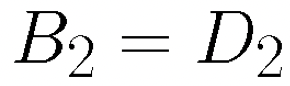 B₂ = D₂